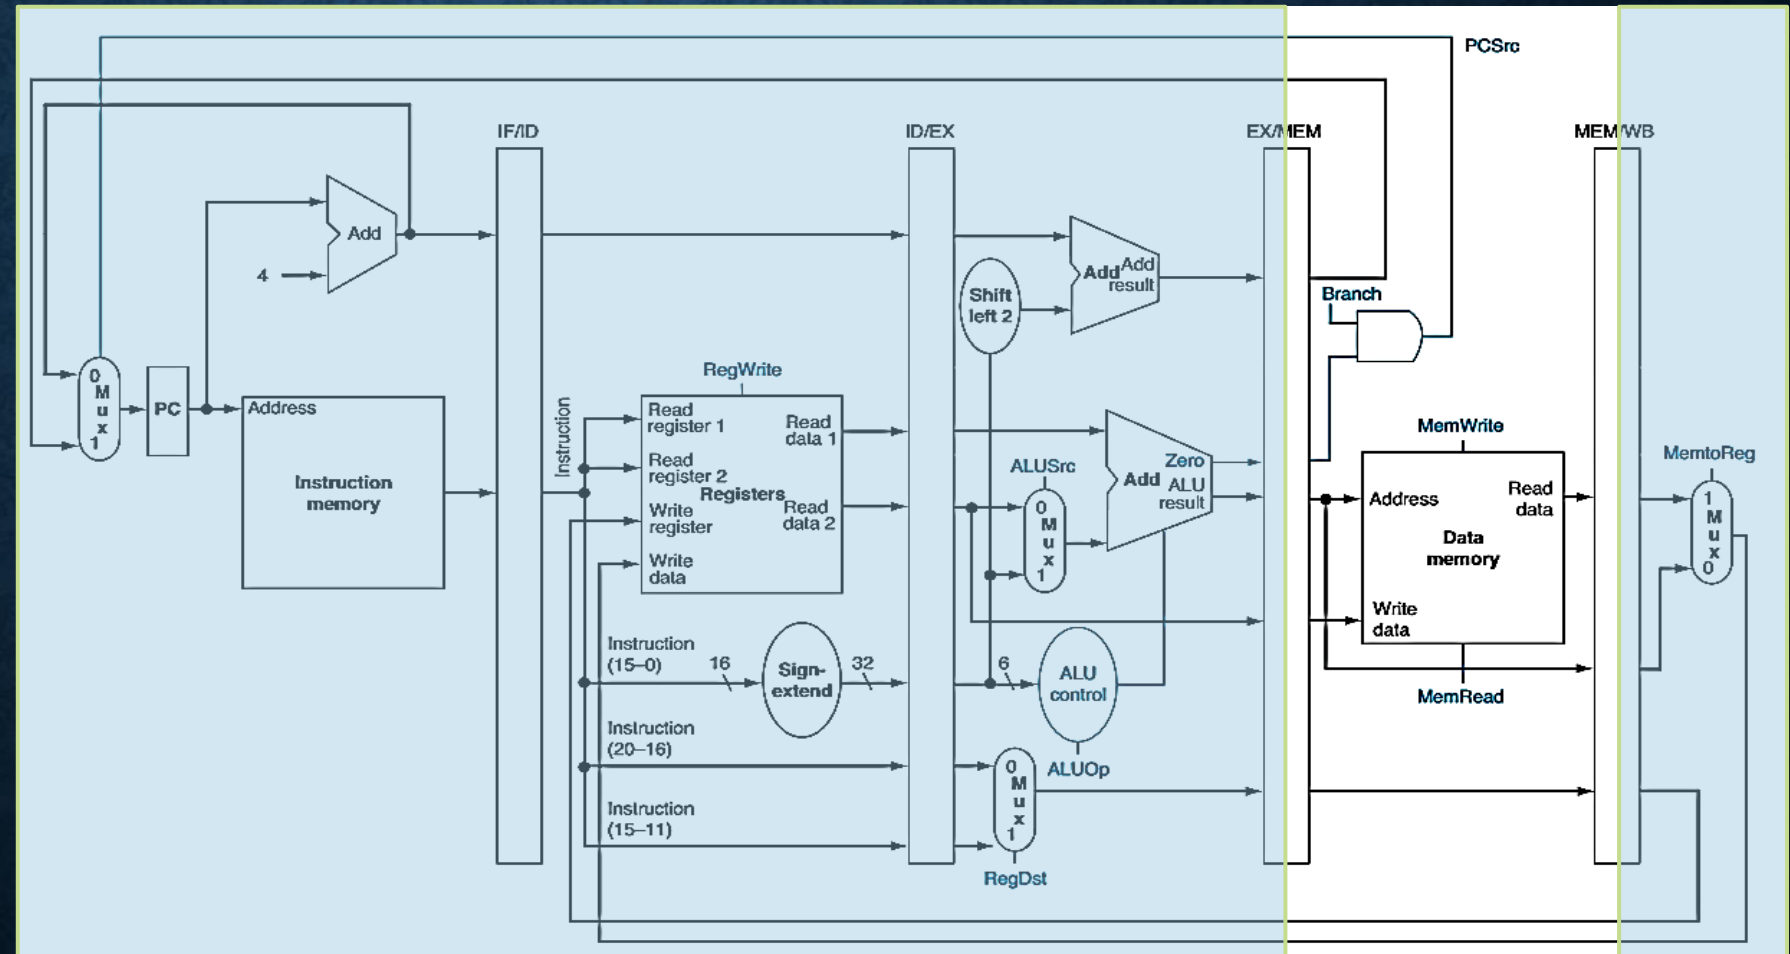 PCSrc
IF/ID
ID/EX
EX/MEM
MEM/WB
Add
4
Shift
left 2
Add Add
result
Branch
0
M
u
x
1
PC
Address
Instruction
memory
Instruction
RegWrite
Read
register 1
Read
register 2
Write
register
Write
data
Registers
Read
data 1
Read
data 2
ALUSrc
0
M
u
x
1
Add
Zero
ALU
result
MemWrite
Address
Read
data
Data
memory
Write
data
MemRead
MemtoReg
1
M
u
x
0
Instruction
(15–0)
16
Sign-
extend
32
6
ALU
control
ALUOp
Instruction
(20–16)
Instruction
(15–11)
0
M
u
x
1
RegDst